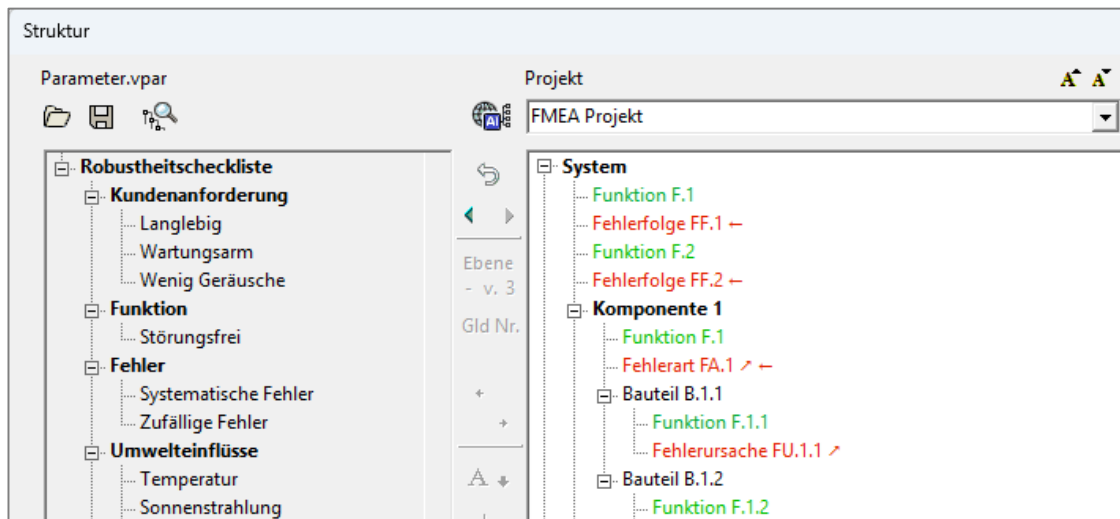 Struktur
Parameter.vpar
Projekt
A A
AI
FMEA Projekt
Robustheitscheckliste
Kundenanforderung
Langlebig
Wartungsarm
Wenig Geräusche
Funktion
Störungsfrei
Fehler
Systematische Fehler
Zufällige Fehler
Umwelteinflüsse
Temperatur
Sonnenstrahlung
Ebene
- v. 3
Gld Nr.
A
System
Funktion F.1
Fehlerfolge FF.1 ←
Funktion F.2
Fehlerfolge FF.2 ←
Komponente 1
Funktion F.1
Fehlerart FA.1 ↗ ←
Bauteil B.1.1
Funktion F.1.1
Fehlerursache FU.1.1 ↗
Bauteil B.1.2
Funktion F.1.2